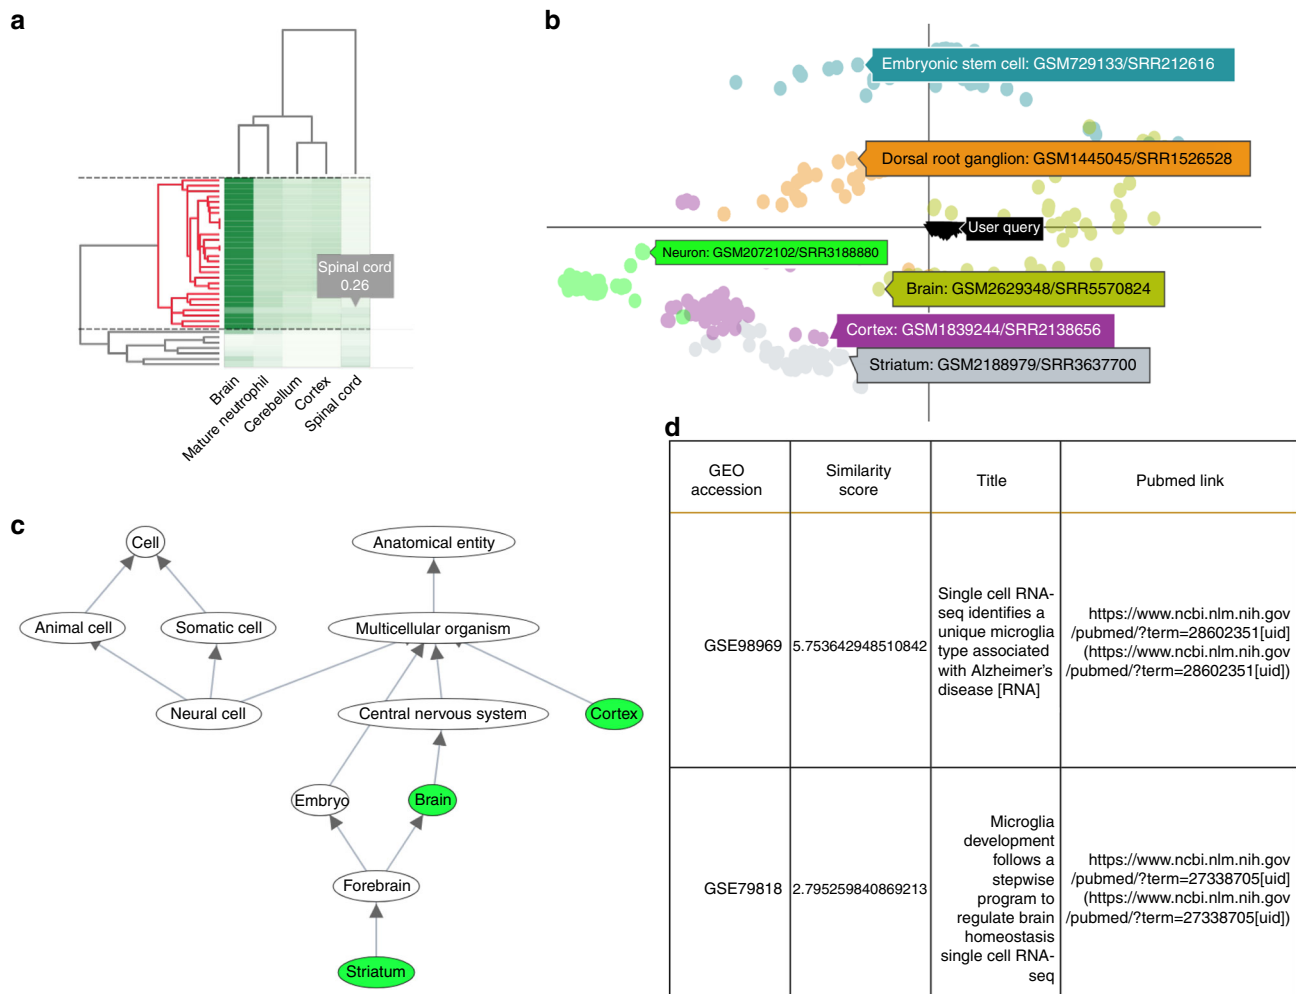 a
Spinal cord
0.26
Brain
Mature neutrophil
Cerebellum
Cortex
Spinal cord
b
Embryonic stem cell: GSM729133/SRR212616
Dorsal root ganglion: GSM1445045/SRR1526528
User query
Neuron: GSM2072102/SRR3188880
Brain: GSM2629348/SRR5570824
Cortex: GSM1839244/SRR2138656
Striatum: GSM2188979/SRR3637700
c
Cell
Anatomical entity
Animal cell
Somatic cell
Multicellular organism
Neural cell
Central nervous system
Cortex
Embryo
Brain
Forebrain
Striatum
d
GEO
accession
Similarity
score
Title
Pubmed link
GSE98969
5.753642948510842
Single cell RNA-
seq identifies a
unique microglia
type associated
with Alzheimer's
disease [RNA]
https://www.ncbi.nlm.nih.gov
/pubmed/?term=28602351[uid]
(https://www.ncbi.nlm.nih.gov
/pubmed/?term=28602351[uid])
GSE79818
2.795259840869213
Microglia
development
follows a
stepwise
program to
regulate brain
homeostasis
single cell RNA-
seq
https://www.ncbi.nlm.nih.gov
/pubmed/?term=27338705[uid]
(https://www.ncbi.nlm.nih.gov
/pubmed/?term=27338705[uid])